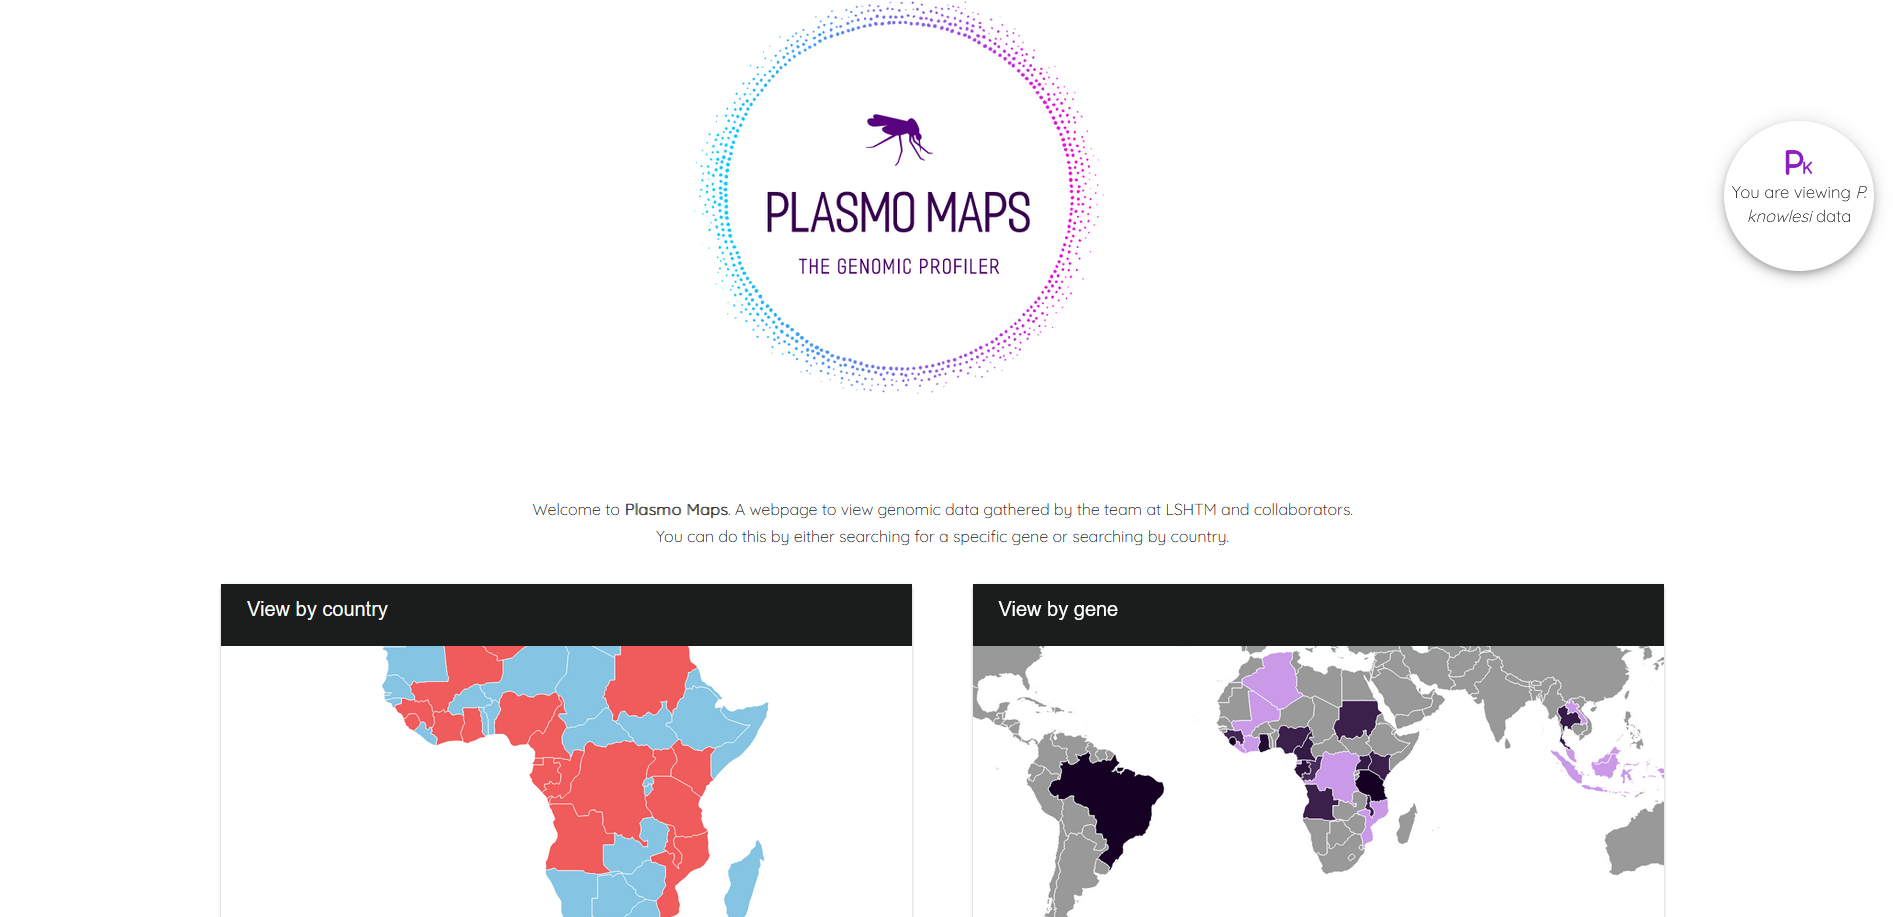 PLASMO MAPS
THE GENOMIC PROFILER
PK
You are viewing P.
knowlesi data
Welcome to Plasmo Maps. A webpage to view genomic data gathered by the team at LSHTM and collaborators.
You can do this by either searching for a specific gene or searching by country.
View by country
View by gene